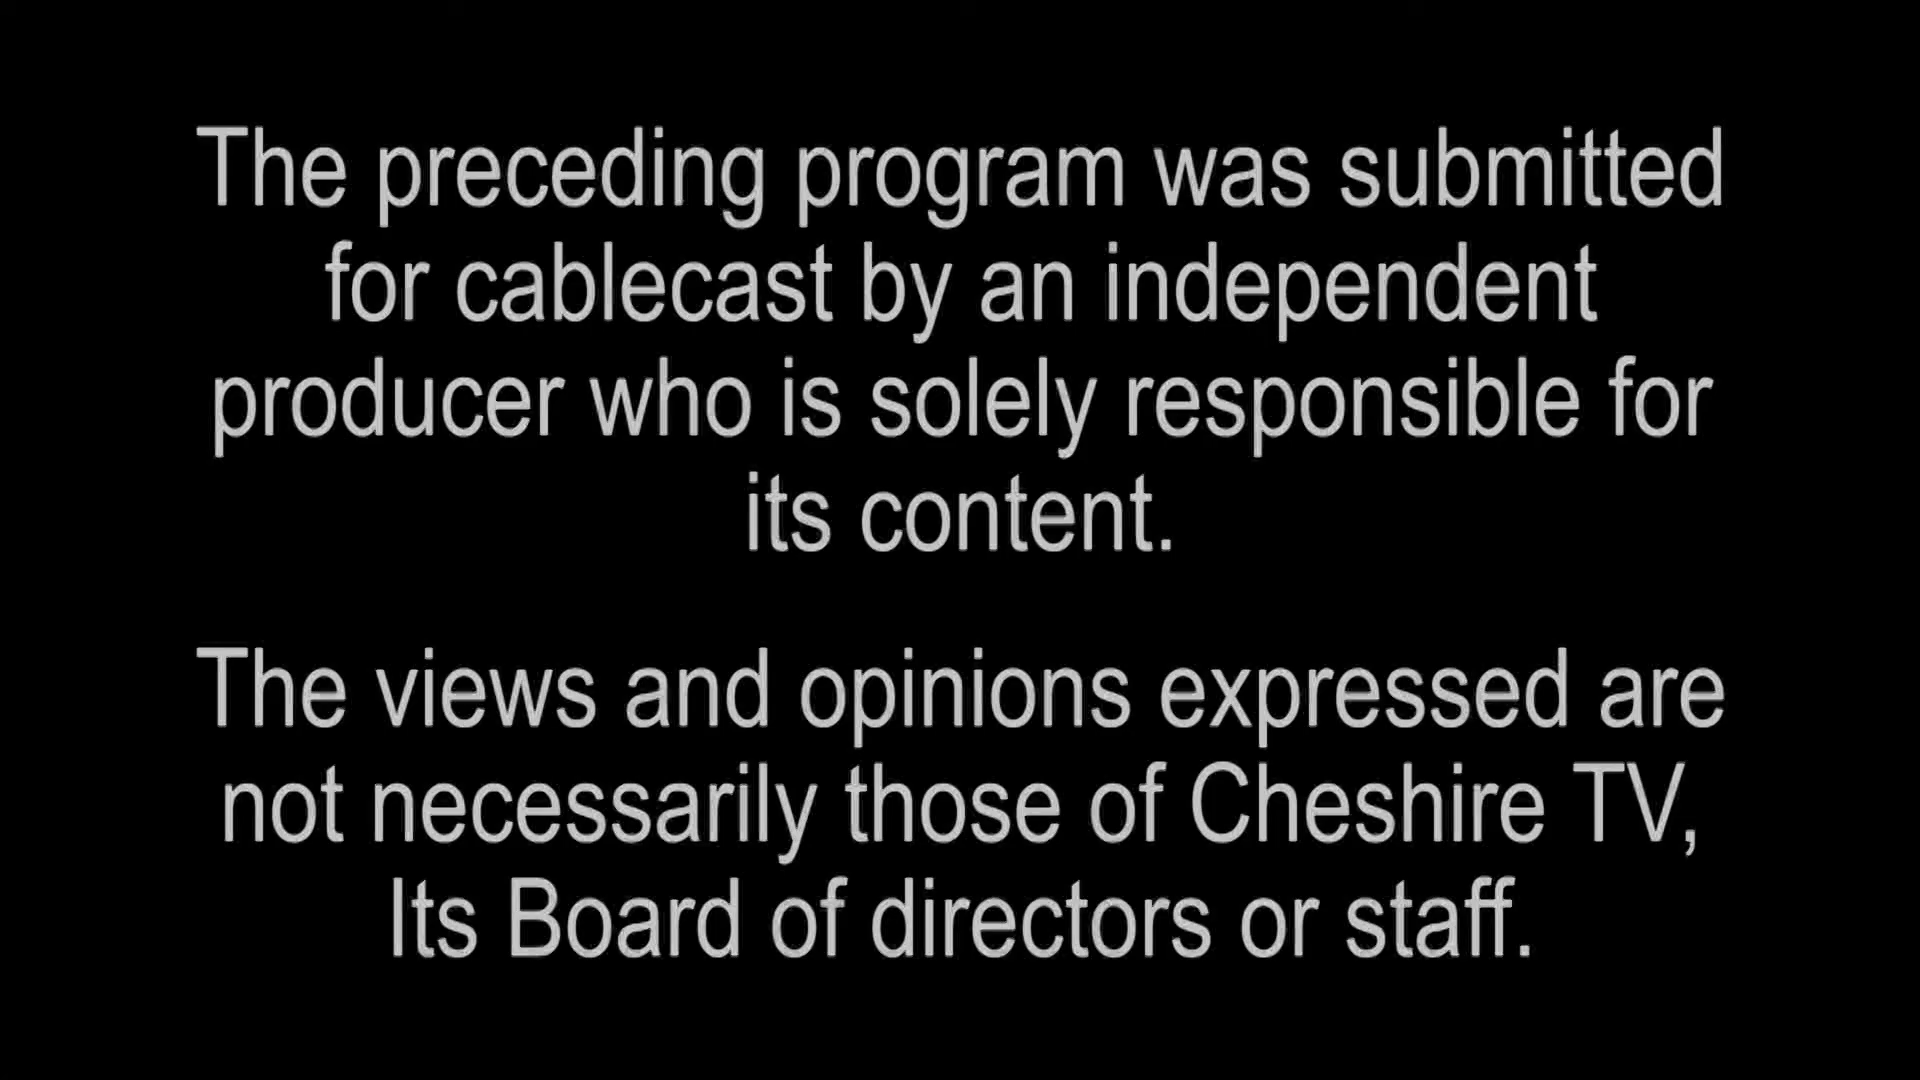 The preceding program was submitted
for cablecast by an independent
producer who is solely responsible for
its content.
The views and opinions expressed are
not necessarily those of Cheshire TV,
Its Board of directors or staff.